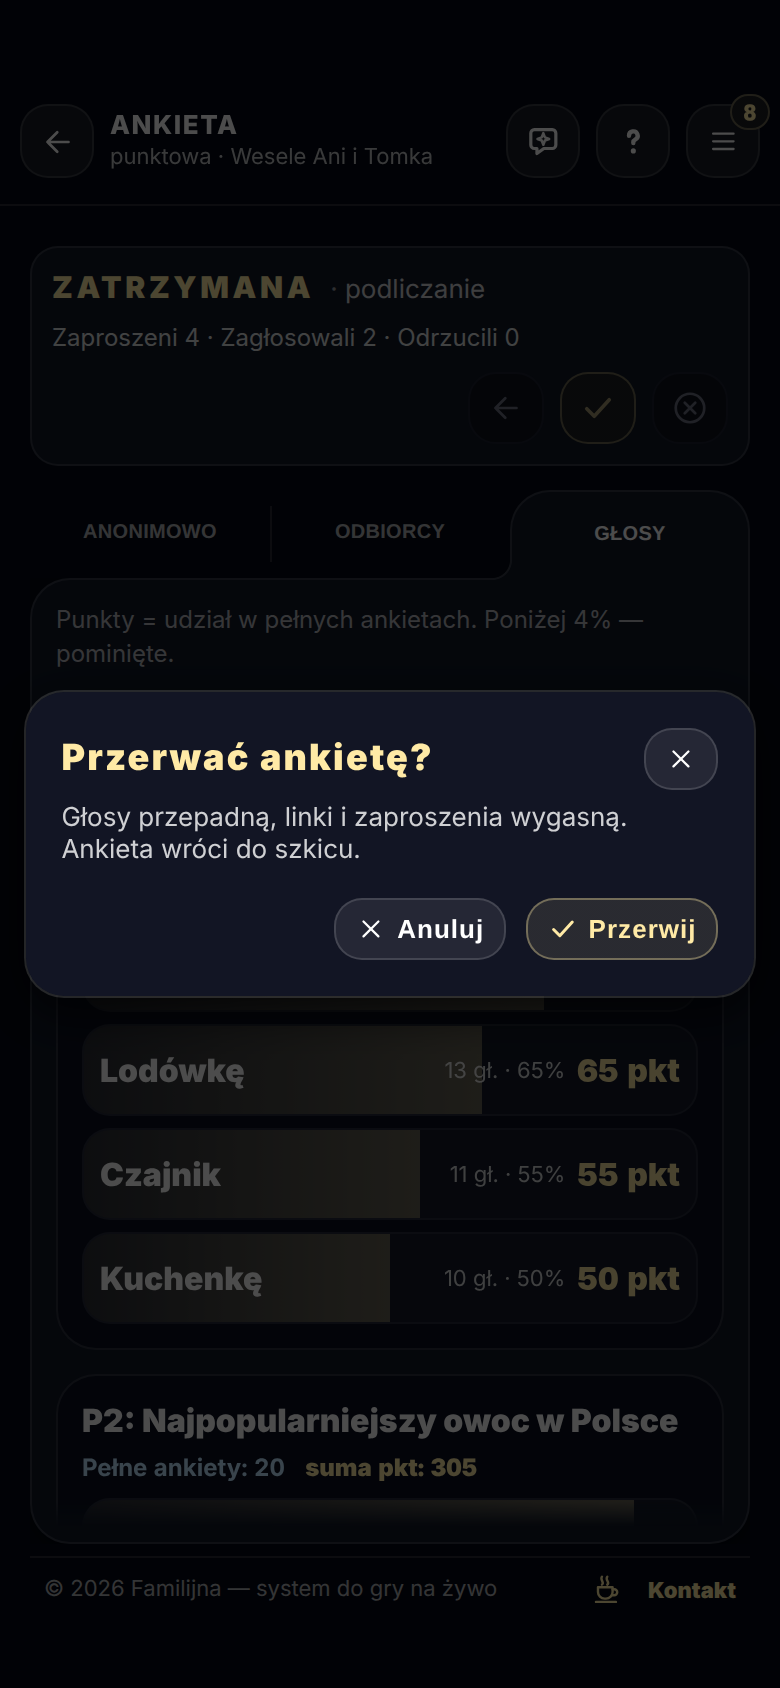 ANKIETA
8
punktowa · Wesele Ani i Tomka
?
ZATRZYMANA · podliczanie
Zaproszeni 4 · Zagłosowali 2 · Odrzucili 0
ANONIMOWO ODBIORCY GŁOSY
Punkty = udział w pełnych ankietach. Poniżej 4% —
pominięte.
Przerwać ankietę?
Głosy przepadną, linki i zaproszenia wygasną.
Ankieta wróci do szkicu.
Anuluj Przerwij
Lodówkę 13 gł. · 65% 65 pkt
Czajnik 11 gł. · 55% 55 pkt
Kuchenkę 10 gł. · 50% 50 pkt
P2: Najpopularniejszy owoc w Polsce
Pełne ankiety: 20 suma pkt: 305
© 2026 Familijna — system do gry na żywo Kontakt